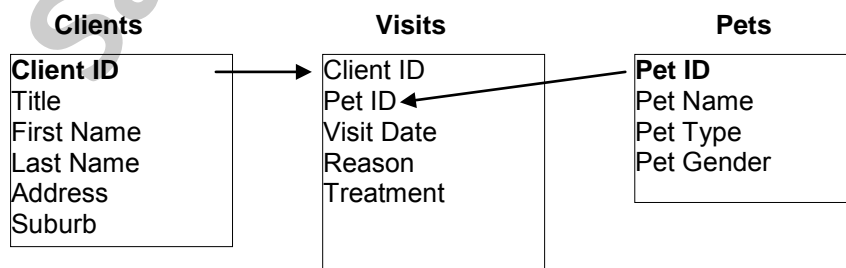 Clients
Visits
Pets
Client ID
Title
First Name
Last Name
Address
Suburb
Client ID
Pet ID
Visit Date
Reason
Treatment
Pet ID
Pet Name
Pet Type
Pet Gender